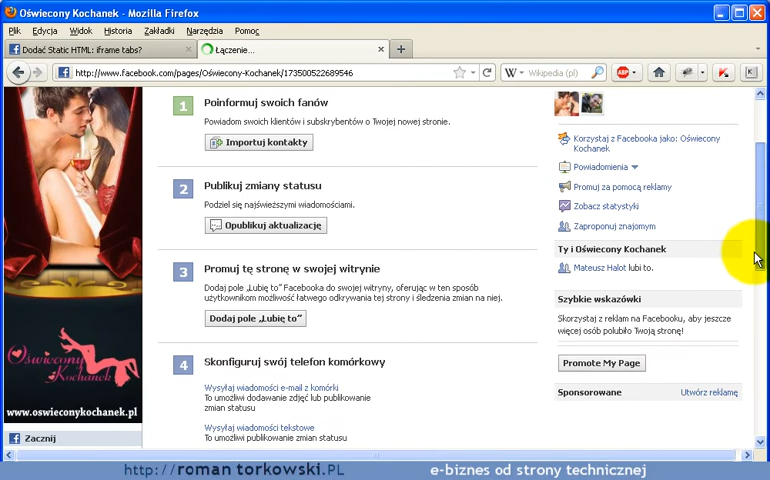 Oświecony Kochanek - Mozilla Firefox
Plik Edycja Widok Historia Zakładki Narzędzia Pomoc
Dodać Static HTML: iframe tabs?
Łączenie...
http://www.facebook.com/pages/Oświecony-Kochanek/173500522689546
Wikipedia (pl)
1 Poinformuj swoich fanów
Powiadom swoich klientów i subskrybentów o Twojej nowej stronie.
Importuj kontakty
2 Publikuj zmiany statusu
Podziel się najświeższymi wiadomościami.
Opublikuj aktualizację
3 Promuj tę stronę w swojej witrynie
Dodaj pole „Lubię to” Facebooka do swojej witryny, oferując w ten sposób
użytkownikom możliwość łatwego odkrywania tej strony i śledzenia zmian na niej.
Dodaj pole „Lubię to”
4 Skonfiguruj swój telefon komórkowy
Wysyłaj wiadomości e-mail z komórki
To umożliwi dodawanie zdjęć lub publikowanie
zmian statusu
Wysyłaj wiadomości tekstowe
To umożliwi publikowanie zmian statusu
Korzystaj z Facebooka jako: Oświecony
Kochanek
Powiadomienia
Promuj za pomocą reklamy
Zobacz statystyki
Zaproponuj znajomym
Ty i Oświecony Kochanek
Mateusz Halot lubi to.
Szybkie wskazówki
Skorzystaj z reklam na Facebooku, aby jeszcze
więcej osób polubiło Twoją stronę!
Promote My Page
Sponsorowane
Utwórz reklamę
Oświecony
Kochanek
www.oswieconykochanek.pl
Zacznij
http://romantorkowski.PL
e-biznes od strony technicznej